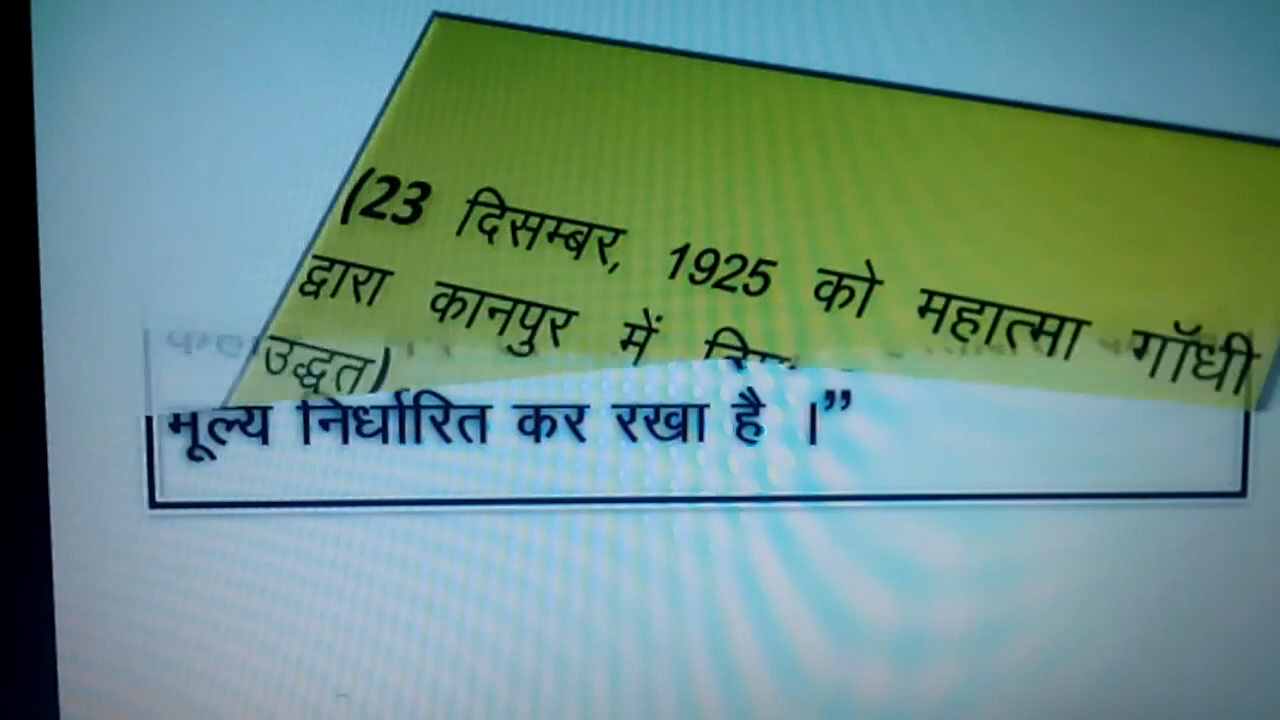 (23 दिसम्बर, 1925 को महात्मा गाँधी
द्वारा कानपुर में
उद्धृत)
मूल्य निर्धारित कर रखा है ।”